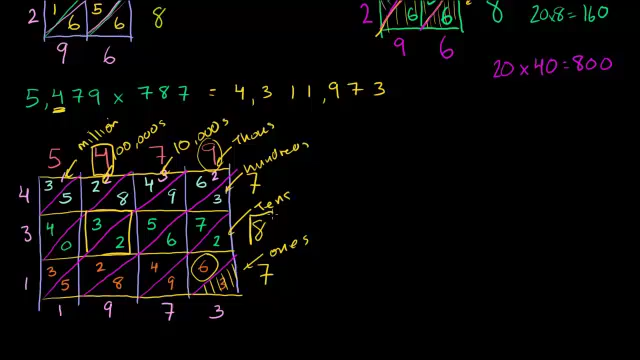 2 1 6 5 6 8
9 6
2 6 6 8
9 6
20.8=160
20 x 40 = 800
5,479 x 787 = 4,311,973
million 100,000s 10,000s Thous
5 4 7 9
hundreds
4 3 5 2 8 4 9 6 3 7
Tens
3 4 0 3 2 5 6 7 2 8
ones
1 3 5 2 8 4 9 6 3 7
1 9 7 3